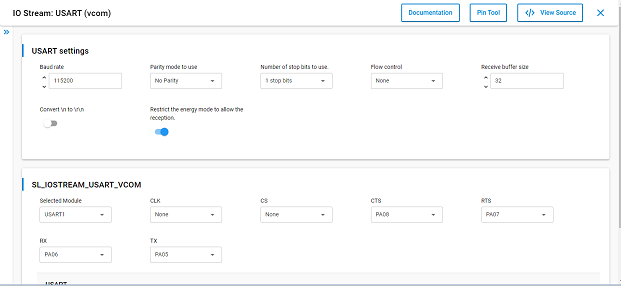 IO Stream: USART (vcom)
Documentation
Pin Tool
</> View Source
USART settings
Baud rate
Parity mode to use
Number of stop bits to use.
Flow control
Receive buffer size
115200
No Parity
1 stop bits
None
32
Convert \n to \r\n
Restrict the energy mode to allow the
reception.
SL_IOSTREAM_USART_VCOM
Selected Module
CLK
CS
CTS
RTS
USART1
None
None
PA08
PA07
RX
TX
PA06
PA05
USART